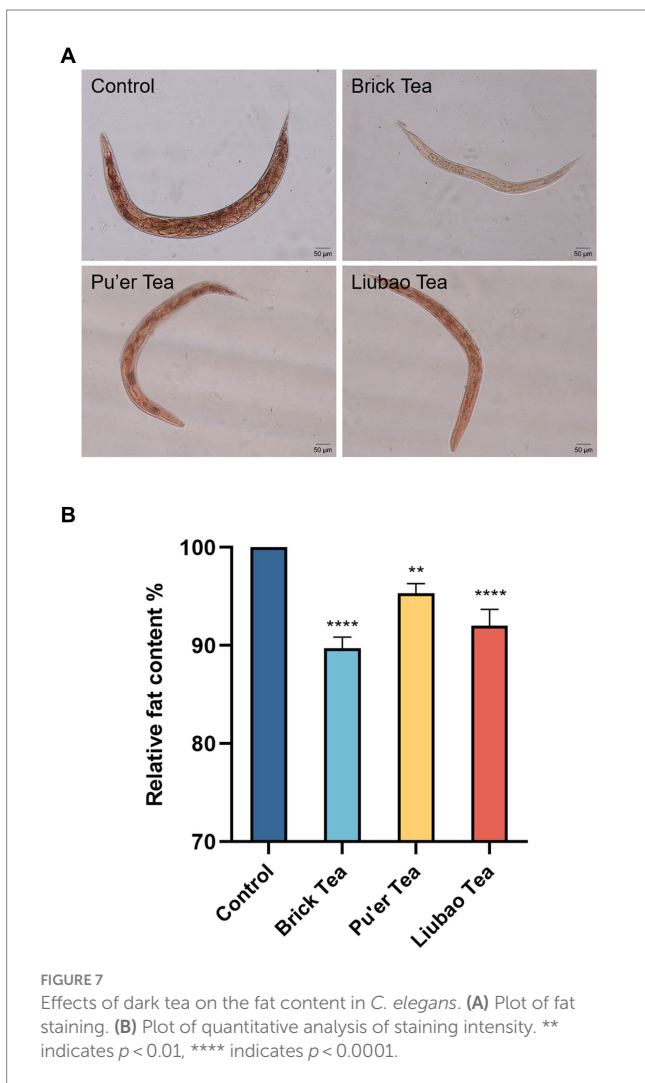 A
Control
Brick Tea
50 μm
50 μm
Pu'er Tea
Liubao Tea
50 μm
50 μm
B
Relative fat content %
100
90
80
70
****
**
****
Control
Brick Tea
Pu'er Tea
Liubao Tea
FIGURE 7
Effects of dark tea on the fat content in C. elegans. (A) Plot of fat
staining. (B) Plot of quantitative analysis of staining intensity. **
indicates p < 0.01, **** indicates p < 0.0001.